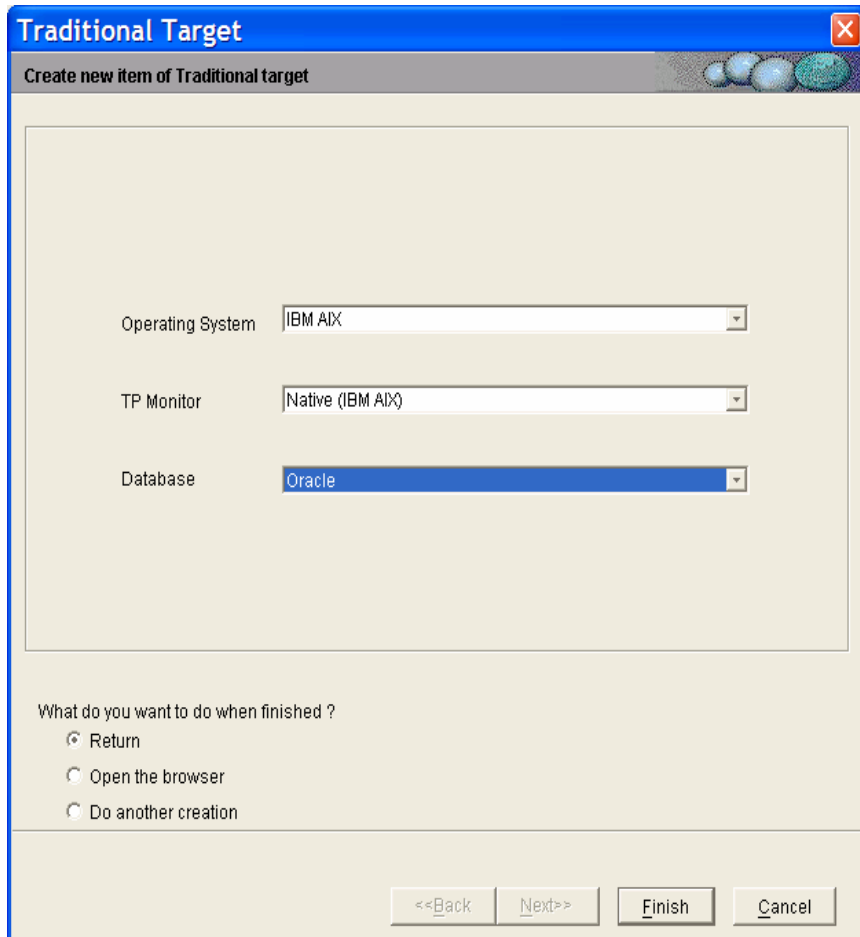 Traditional Target
Create new item of Traditional target
Operating System IBM AIX
TP Monitor Native (IBM AIX)
Database Oracle
What do you want to do when finished ?
Return
Open the browser
Do another creation
<<Back Next>> Finish Cancel